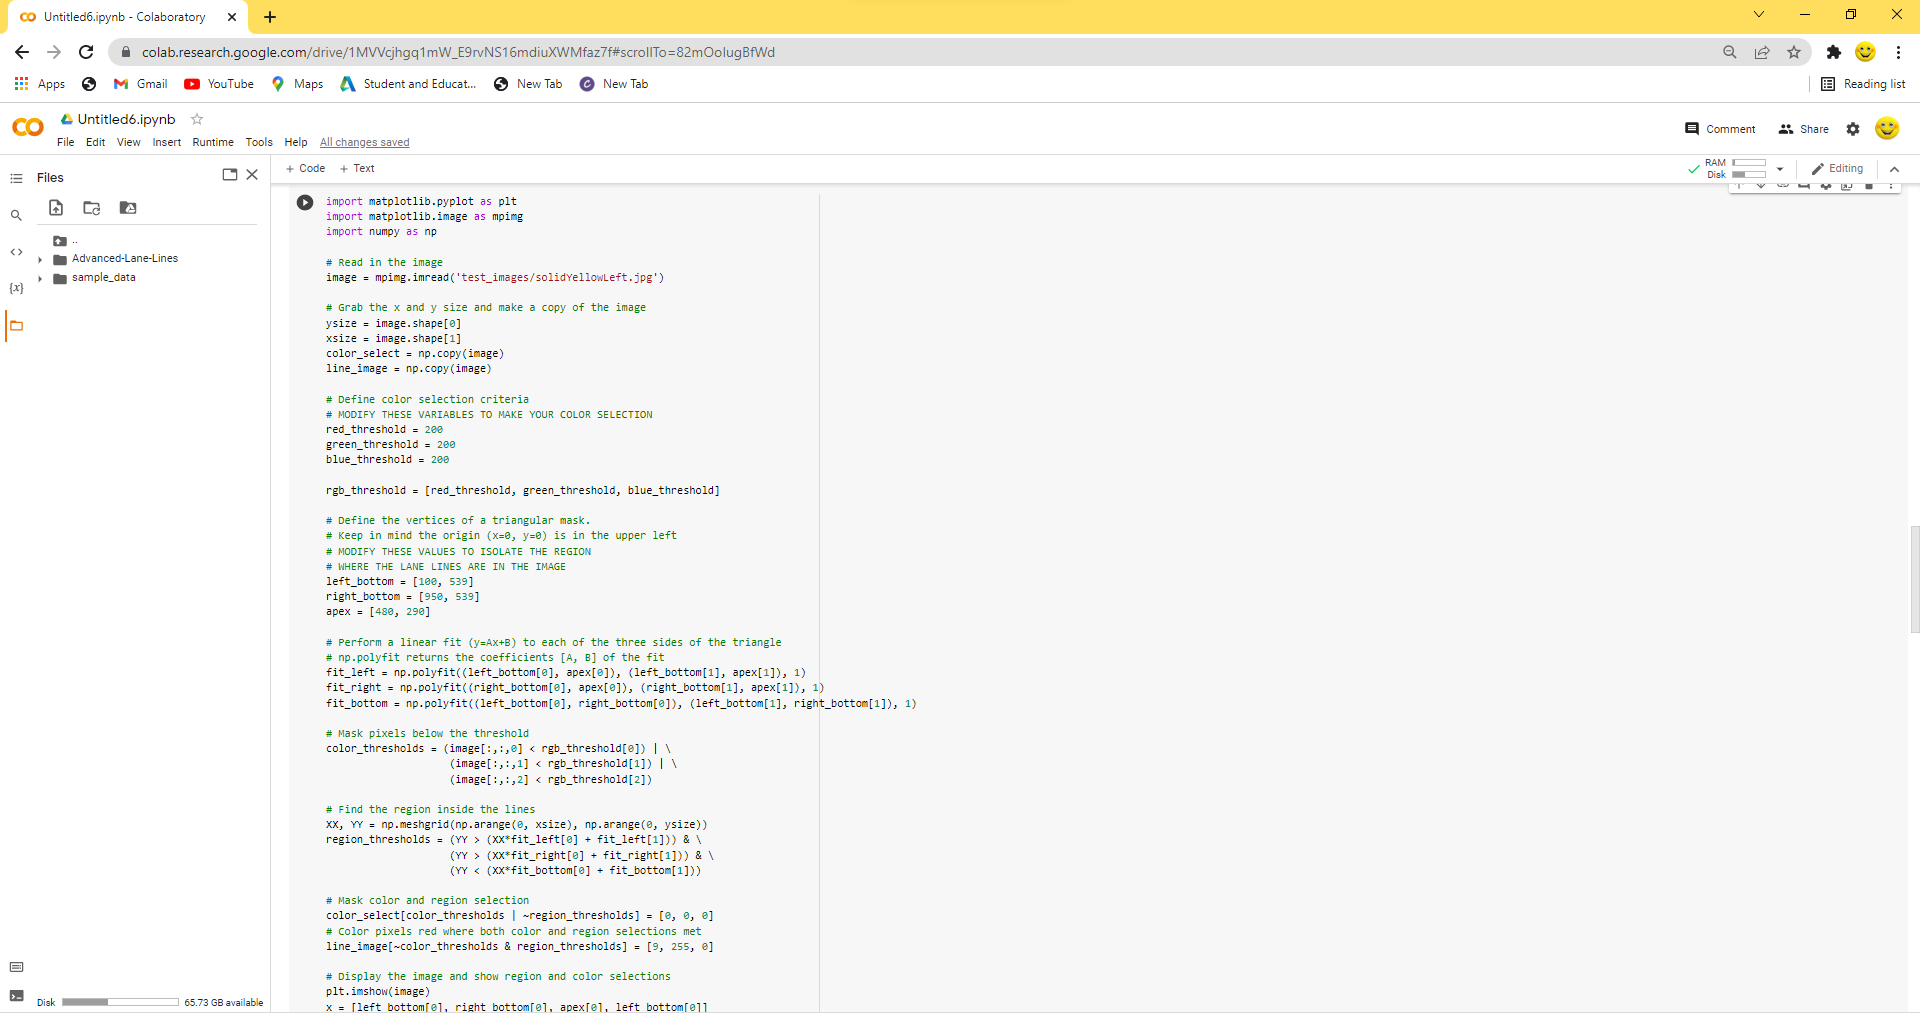 Untitled6.ipynb - Colaboratory
colab.research.google.com/drive/1MVVcjhgq1mW_E9rvNS16mdiuXWMfaz7f#scrollTo=82mOoIugBfWd
Apps Gmail YouTube Maps Student and Educat... New Tab New Tab Reading list
Untitled6.ipynb
File Edit View Insert Runtime Tools Help All changes saved
Comment Share
+ Code + Text
RAM
Disk
Editing
Files
..
Advanced-Lane-Lines
sample_data
{x}
Disk 65.73 GB available
import matplotlib.pyplot as plt
import matplotlib.image as mpimg
import numpy as np
# Read in the image
image = mpimg.imread('test_images/solidYellowLeft.jpg')
# Grab the x and y size and make a copy of the image
ysize = image.shape[0]
xsize = image.shape[1]
color_select = np.copy(image)
line_image = np.copy(image)
# Define color selection criteria
# MODIFY THESE VARIABLES TO MAKE YOUR COLOR SELECTION
red_threshold = 200
green_threshold = 200
blue_threshold = 200
rgb_threshold = [red_threshold, green_threshold, blue_threshold]
# Define the vertices of a triangular mask.
# Keep in mind the origin (x=0, y=0) is in the upper left
# MODIFY THESE VALUES TO ISOLATE THE REGION
# WHERE THE LANE LINES ARE IN THE IMAGE
left_bottom = [100, 539]
right_bottom = [950, 539]
apex = [480, 290]
# Perform a linear fit (y=Ax+B) to each of the three sides of the triangle
# np.polyfit returns the coefficients [A, B] of the fit
fit_left = np.polyfit((left_bottom[0], apex[0]), (left_bottom[1], apex[1]), 1)
fit_right = np.polyfit((right_bottom[0], apex[0]), (right_bottom[1], apex[1]), 1)
fit_bottom = np.polyfit((left_bottom[0], right_bottom[0]), (left_bottom[1], right_bottom[1]), 1)
# Mask pixels below the threshold
color_thresholds = (image[:,:,0] < rgb_threshold[0]) | \
(image[:,:,1] < rgb_threshold[1]) | \
(image[:,:,2] < rgb_threshold[2])
# Find the region inside the lines
XX, YY = np.meshgrid(np.arange(0, xsize), np.arange(0, ysize))
region_thresholds = (YY > (XX*fit_left[0] + fit_left[1])) & \
(YY > (XX*fit_right[0] + fit_right[1])) & \
(YY < (XX*fit_bottom[0] + fit_bottom[1]))
# Mask color and region selection
color_select[color_thresholds | ~region_thresholds] = [0, 0, 0]
# Color pixels red where both color and region selections met
line_image[~color_thresholds & region_thresholds] = [9, 255, 0]
# Display the image and show region and color selections
plt.imshow(image)
x = [left_bottom[0], right_bottom[0], apex[0], left_bottom[0]]